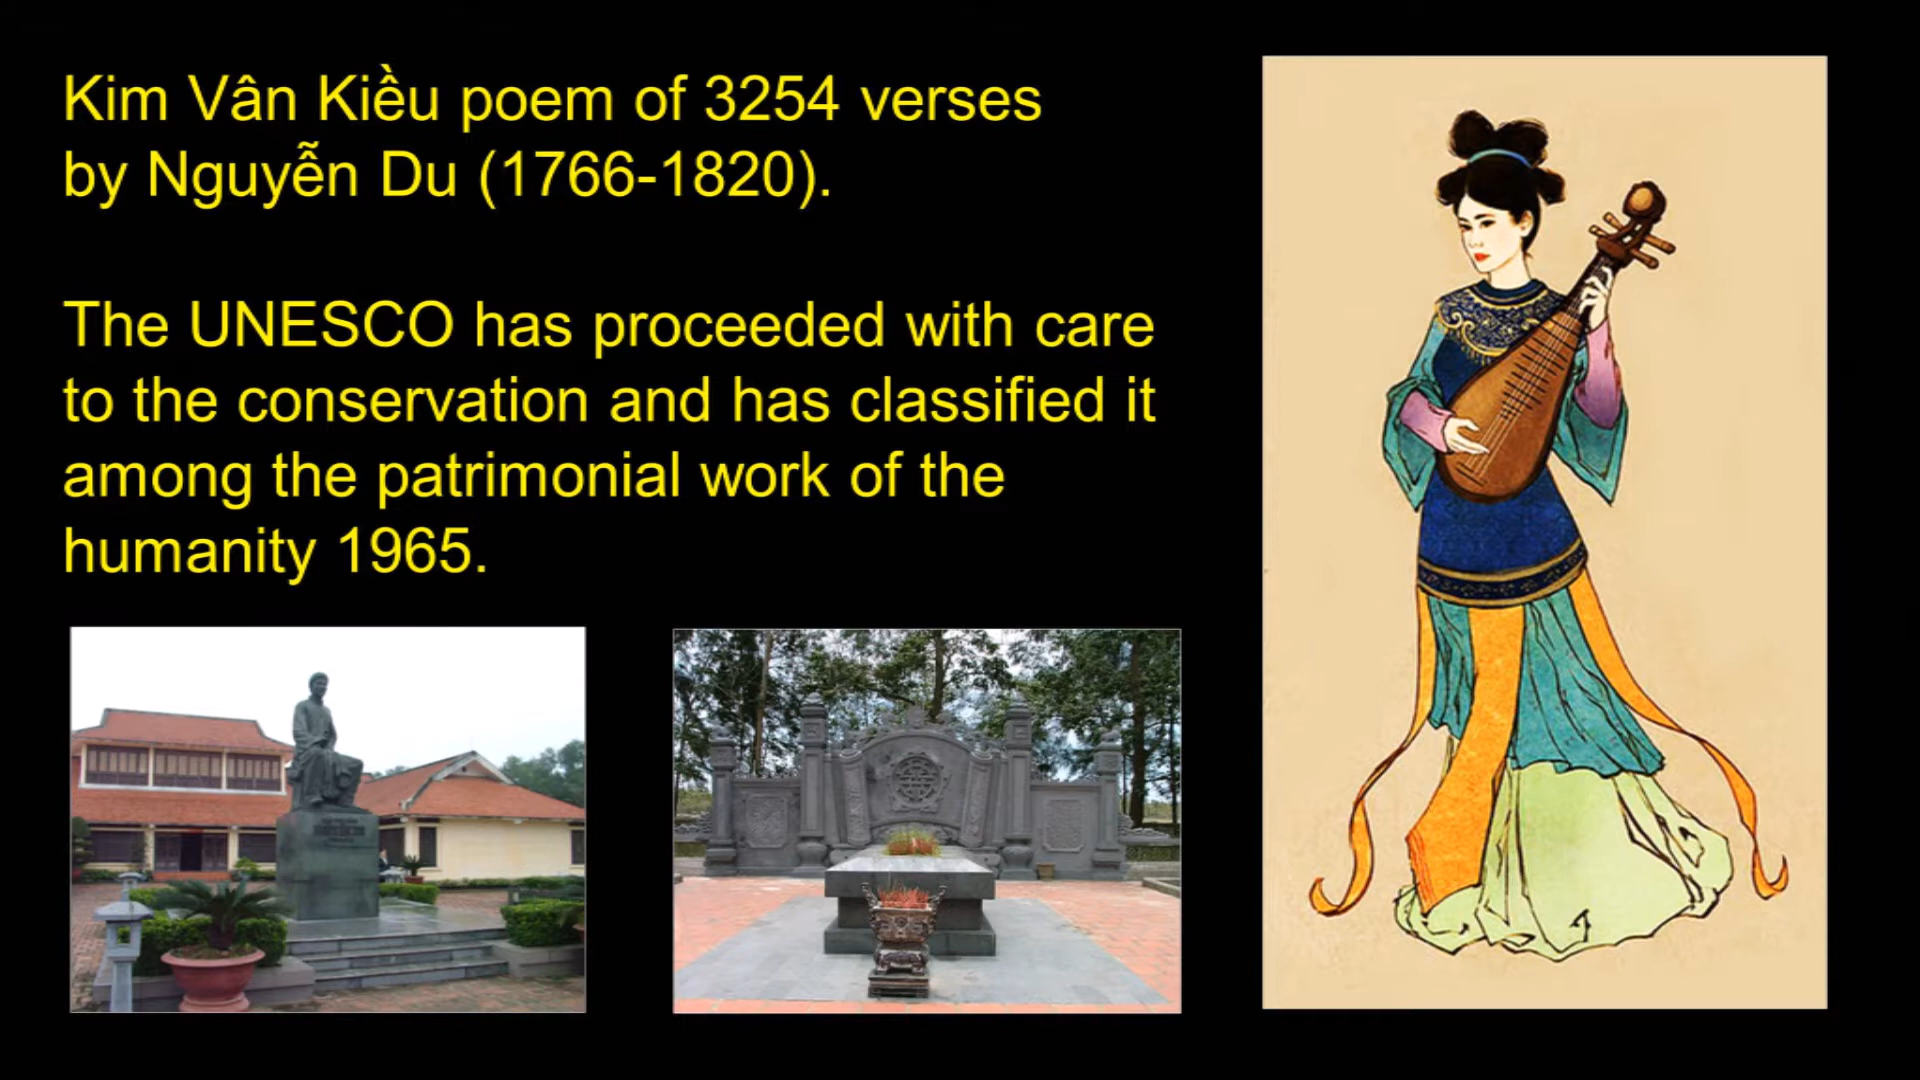 Kim Vân Kiều poem of 3254 verses
by Nguyễn Du (1766-1820).
The UNESCO has proceeded with care
to the conservation and has classified it
among the patrimonial work of the
humanity 1965.